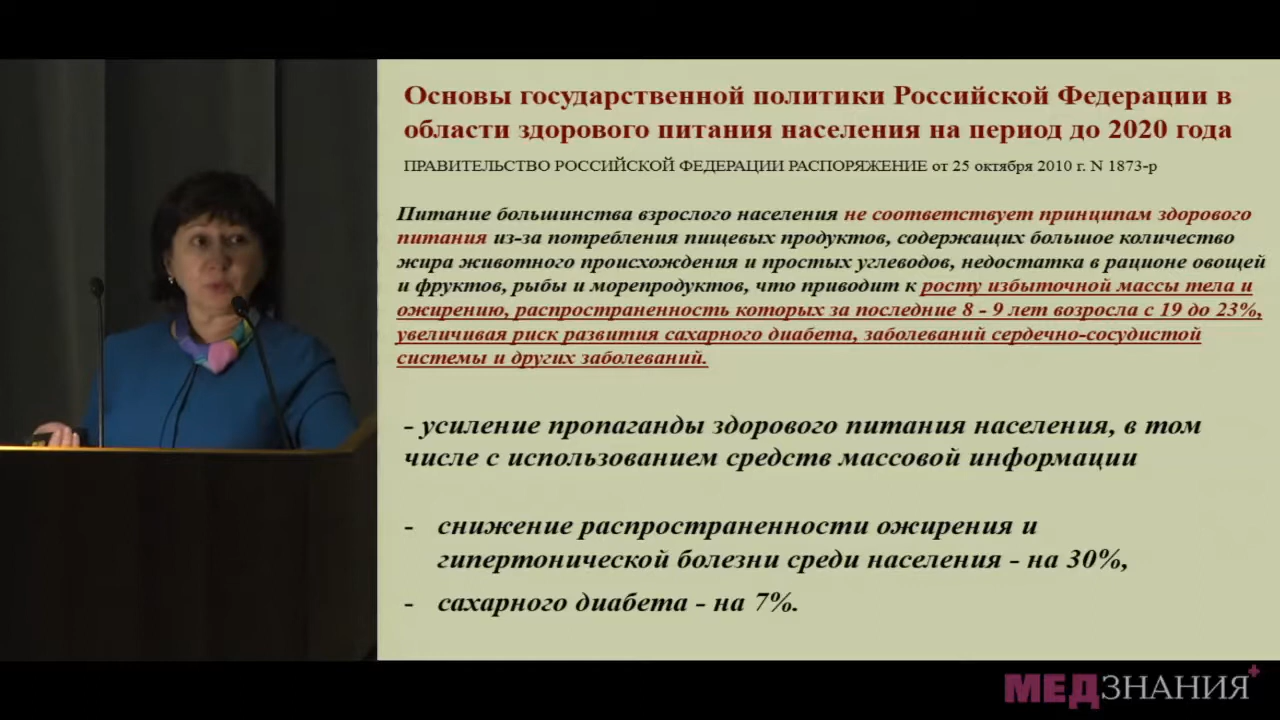 Основы государственной политики Российской Федерации в
области здорового питания населения на период до 2020 года
ПРАВИТЕЛЬСТВО РОССИЙСКОЙ ФЕДЕРАЦИИ РАСПОРЯЖЕНИЕ от 25 октября 2010 г. N 1873-р
Питание большинства взрослого населения не соответствует принципам здорового
питания из-за потребления пищевых продуктов, содержащих большое количество
жира животного происхождения и простых углеводов, недостатка в рационе овощей
и фруктов, рыбы и морепродуктов, что приводит к росту избыточной массы тела и
ожирению, распространенность которых за последние 8 - 9 лет возросла с 19 до 23%,
увеличивая риск развития сахарного диабета, заболеваний сердечно-сосудистой
системы и других заболеваний.
- усиление пропаганды здорового питания населения, в том
числе с использованием средств массовой информации
- снижение распространенности ожирения и
гипертонической болезни среди населения - на 30%,
- сахарного диабета - на 7%.
МЕДЗНАНИЯ+